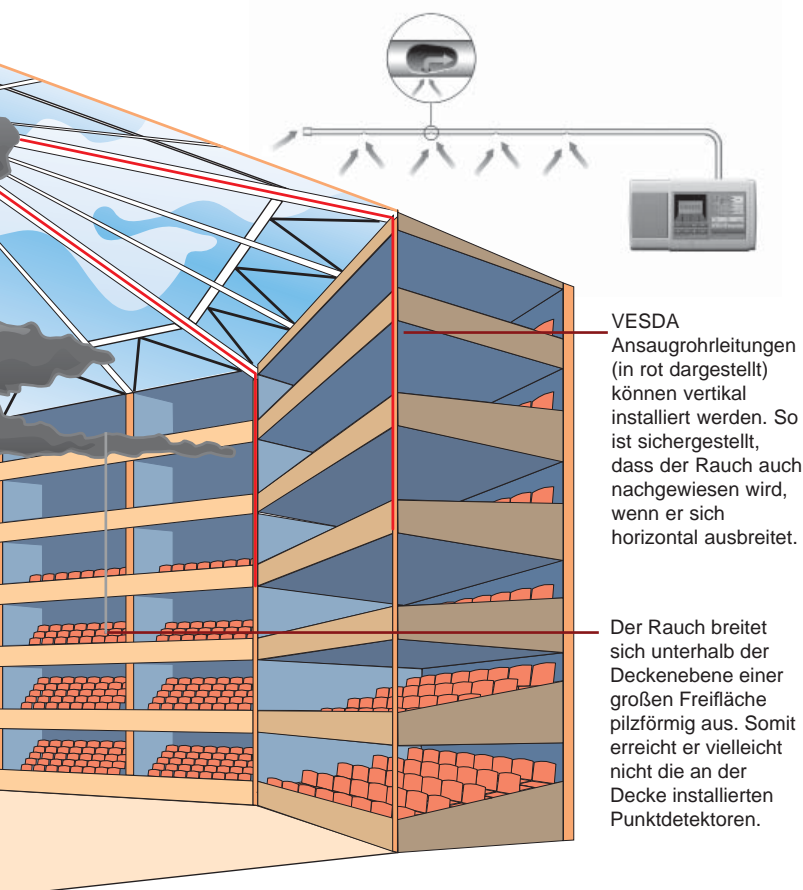 VESDA
Ansaugrohrleitungen
(in rot dargestellt)
können vertikal
installiert werden. So
ist sichergestellt,
dass der Rauch auch
nachgewiesen wird,
wenn er sich
horizontal ausbreitet.
Der Rauch breitet
sich unterhalb der
Deckenebene einer
großen Freifläche
pilzförmig aus. Somit
erreicht er vielleicht
nicht die an der
Decke installierten
Punktdetektoren.